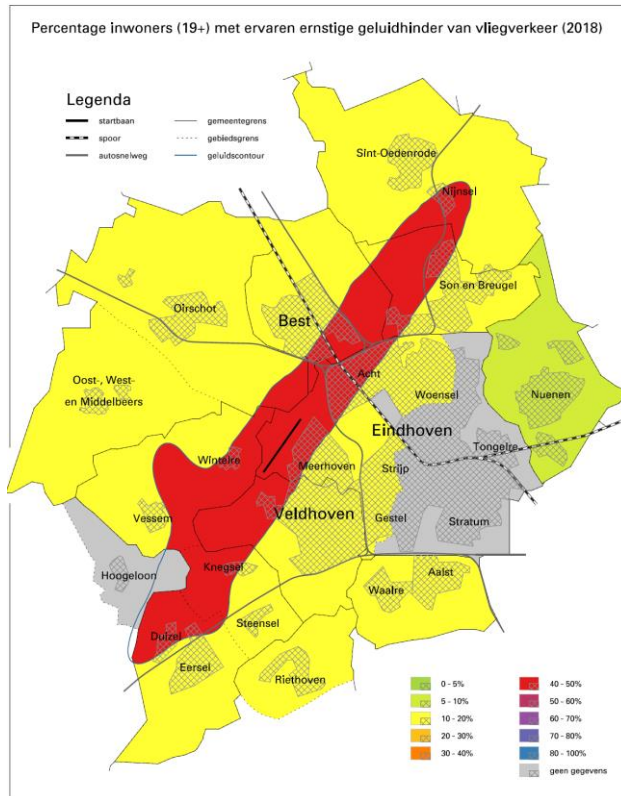 Percentage inwoners (19+) met ervaren ernstige geluidhinder van vliegverkeer (2018)
Legenda
startbaan
spoor
autosnelweg
gemeentegrens
gebiedsgrens
geluidscontour
Sint-Oedenrode
Nijnsel
Son en Breugel
Oirschot
Best
Oost-, West-
en Middelbeers
Acht
Woensel
Nuenen
Eindhoven
Tongelre
Wintelre
Meerhoven
Strijp
Veldhoven
Vessem
Gestel
Stratum
Hoogeloon
Knegsel
Aalst
Waalre
Steensel
Duizel
Eersel
Riethoven
0 - 5%
5 - 10%
10 - 20%
20 - 30%
30 - 40%
40 - 50%
50 - 60%
60 - 70%
70 - 80%
80 - 100%
geen gegevens